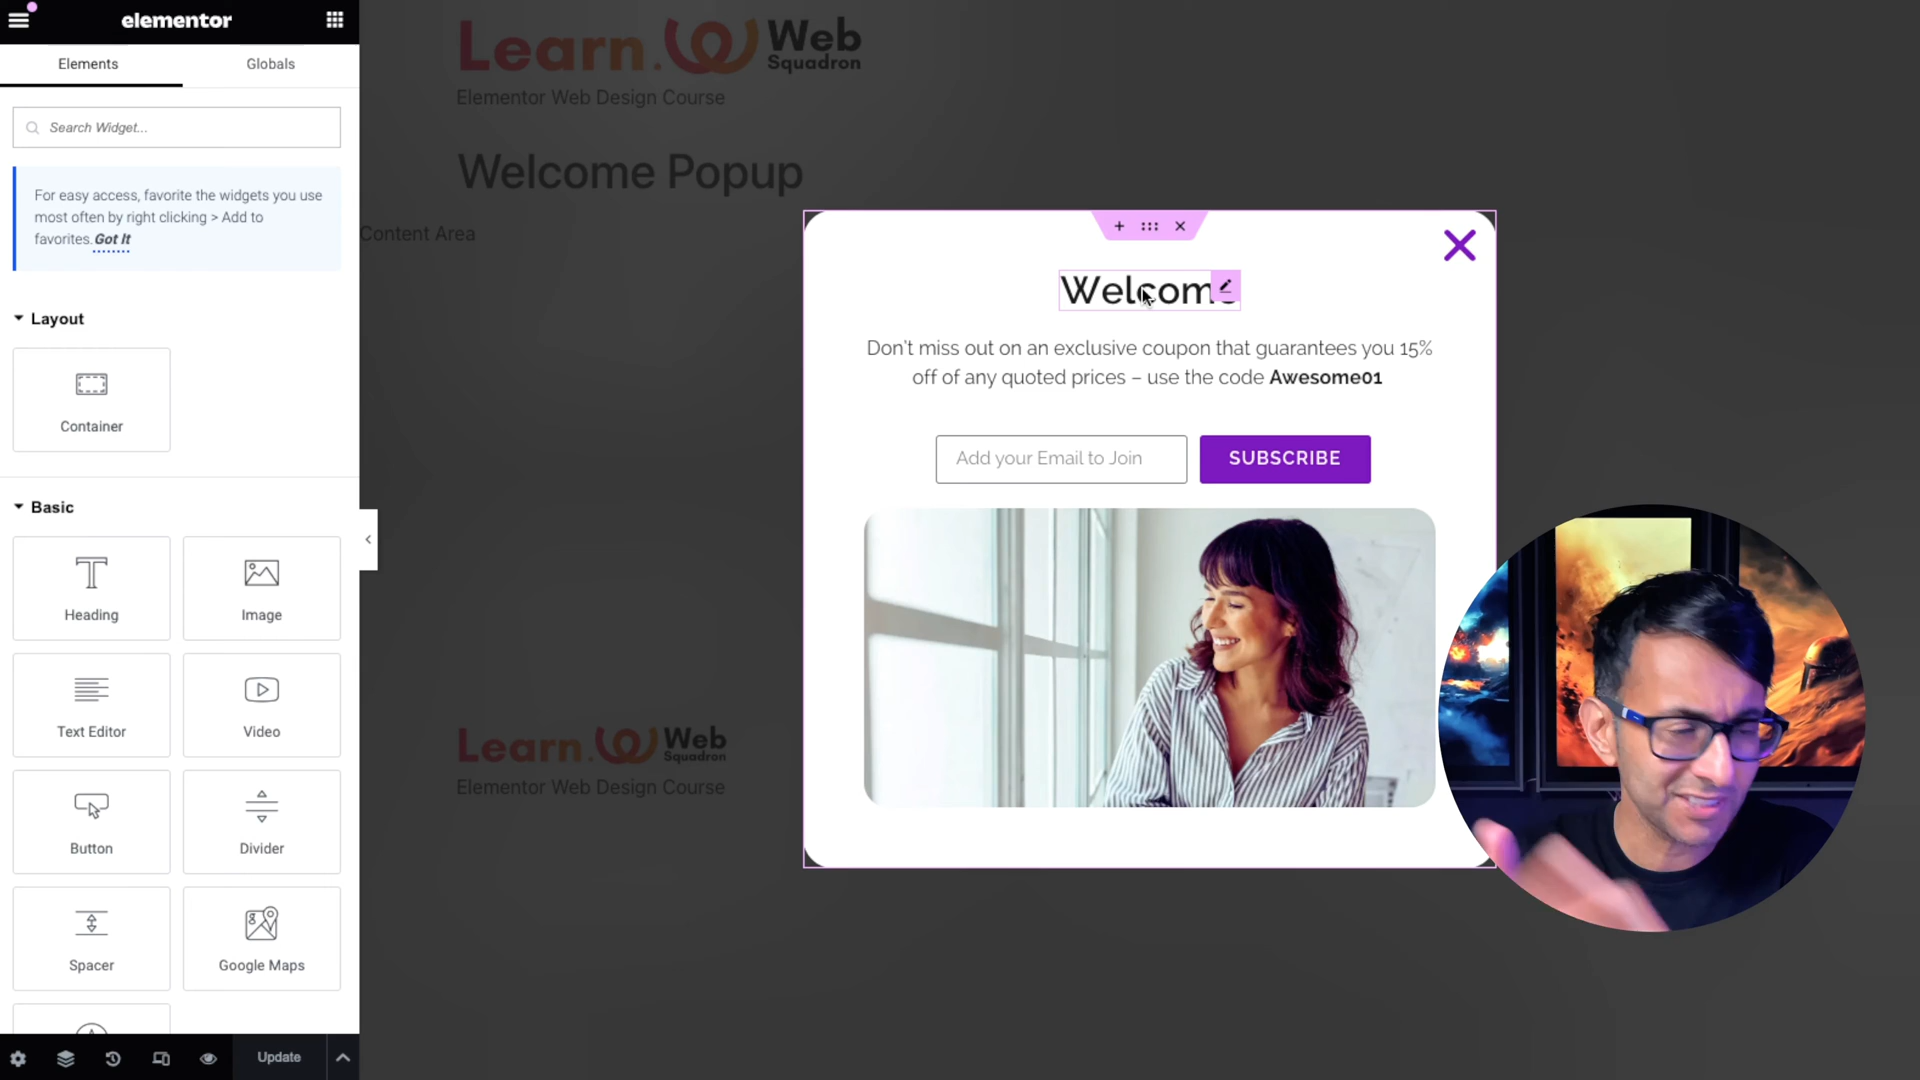 elementor
Elements
Globals
Search Widget...
For easy access, favorite the widgets you use
most often by right clicking > Add to
favorites. Got It
Layout
Container
Basic
Heading
Image
Text Editor
Video
Button
Divider
Spacer
Google Maps
Update
Learn. Web
Squadron
Elementor Web Design Course
Welcome Popup
Content Area
Welcome
Don't miss out on an exclusive coupon that guarantees you 15%
off of any quoted prices – use the code Awesome01
Add your Email to Join
SUBSCRIBE
Learn. Web
Squadron
Elementor Web Design Course